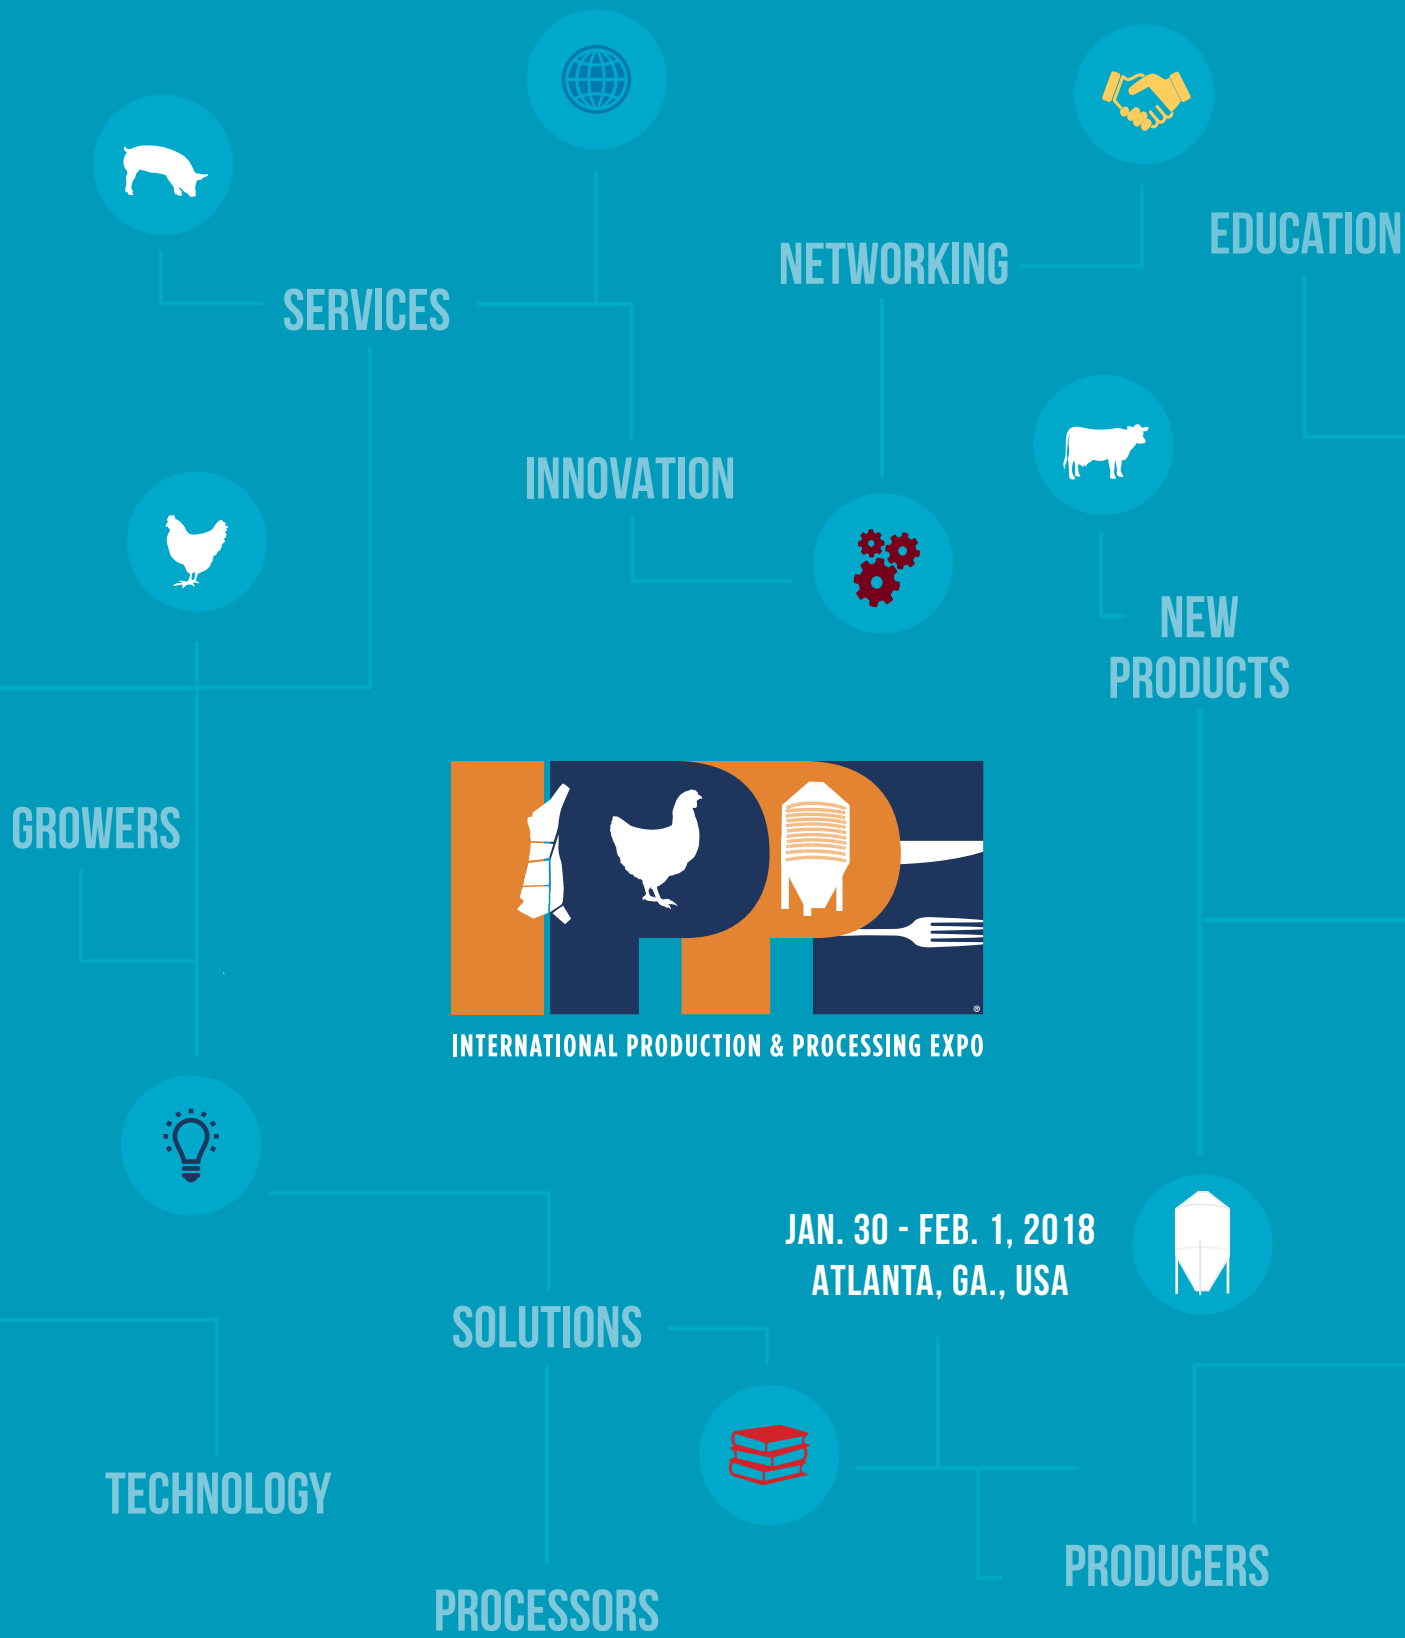 EDUCATION
NETWORKING
SERVICES
INNOVATION
NEW
PRODUCTS
GROWERS
IPPE
®
INTERNATIONAL PRODUCTION & PROCESSING EXPO
JAN. 30 - FEB. 1, 2018
ATLANTA, GA., USA
SOLUTIONS
TECHNOLOGY
PRODUCERS
PROCESSORS